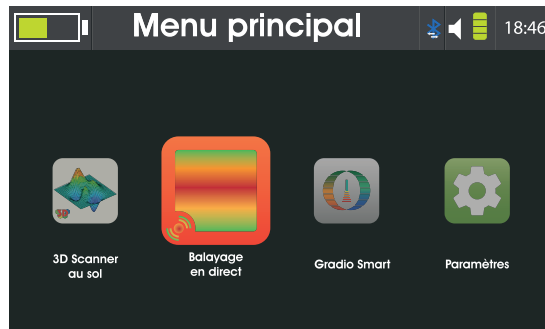 Menu principal
18:46
3D Scanner
au sol
Balayage
en direct
Gradio Smart
Paramètres